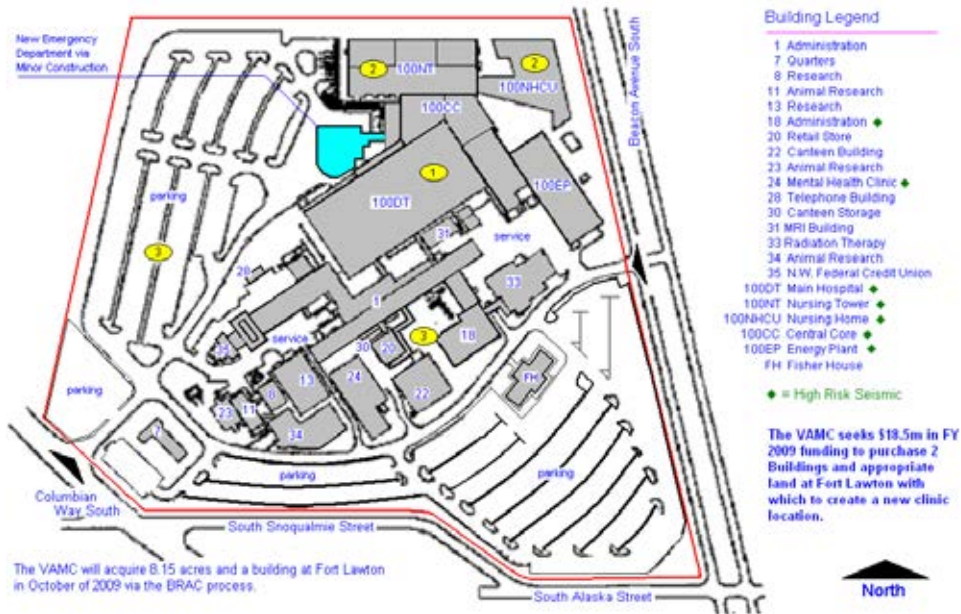 New Emergency
Department via
Minor Construction
2
100NT
2
100NHCU
100CC
Beacon Avenue South
1
100DT
100EP
parking
31
service
3
28
33
1
service
3
18
35
30
20
FH
13
24
22
parking
8
11
23
34
7
parking
parking
Columbian
Way South
South Snoqualmie Street
South Alaska Street
The VAMC will acquire 8.15 acres and a building at Fort Lawton
in October of 2009 via the BRAC process.
Building Legend
1 Administration
7 Quarters
8 Research
11 Animal Research
13 Research
18 Administration
20 Retail Store
22 Canteen Building
23 Animal Research
24 Mental Health Clinic
28 Telephone Building
30 Canteen Storage
31 MRI Building
33 Radiation Therapy
34 Animal Research
35 N.W. Federal Credit Union
100DT Main Hospital
100NT Nursing Tower
100NHCU Nursing Home
100CC Central Core
100EP Energy Plant
FH Fisher House
= High Risk Seismic
The VAMC seeks $18.5m in FY
2009 funding to purchase 2
Buildings and appropriate
land at Fort Lawton with
which to create a new clinic
location.
North